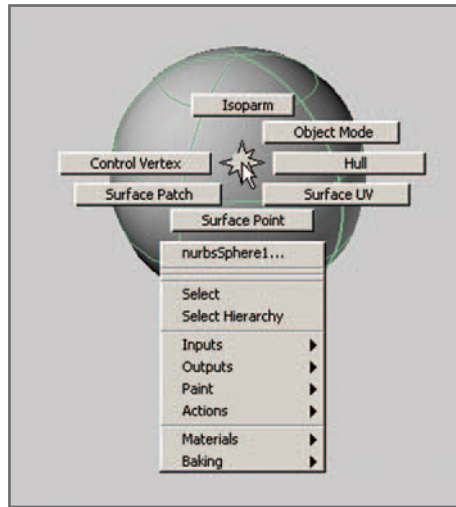 Isoparm
Object Mode
Control Vertex
Hull
Surface Patch
Surface UV
Surface Point
nurbsSphere1...
Select
Select Hierarchy
Inputs
Outputs
Paint
Actions
Materials
Baking